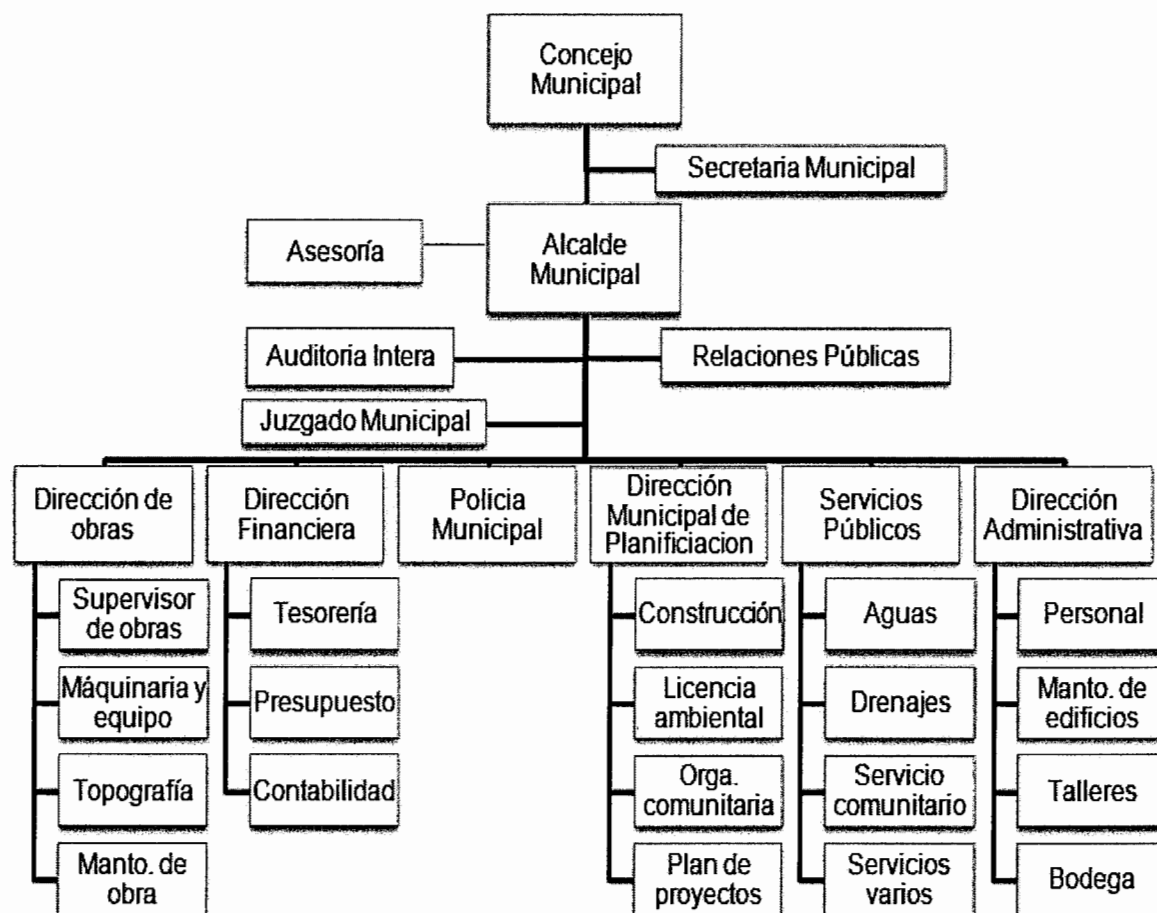 Concejo
Municipal
Secretaria Municipal
Asesoría
Alcalde
Municipal
Auditoria Intera
Relaciones Públicas
Juzgado Municipal
Dirección de
obras
Dirección
Financiera
Policia
Municipal
Dirección
Municipal de
Planificiacion
Servicios
Públicos
Dirección
Administrativa
Supervisor
de obras
Máquinaria y
equipo
Topografía
Manto. de
obra
Tesorería
Presupuesto
Contabilidad
Construcción
Licencia
ambiental
Orga.
comunitaria
Plan de
proyectos
Aguas
Drenajes
Servicio
comunitario
Servicios
varios
Personal
Manto. de
edificios
Talleres
Bodega